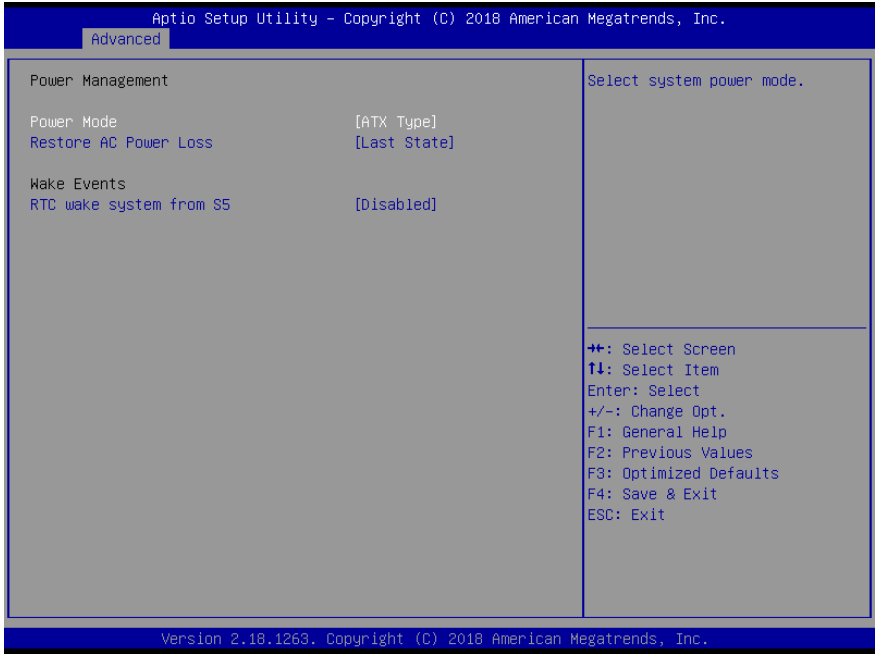 Aptio Setup Utility – Copyright (C) 2018 American Megatrends, Inc.
Advanced
Power Management
Power Mode [ATX Type]
Restore AC Power Loss [Last State]
Wake Events
RTC wake system from S5 [Disabled]
Select system power mode.
→←: Select Screen
↑↓: Select Item
Enter: Select
+/-: Change Opt.
F1: General Help
F2: Previous Values
F3: Optimized Defaults
F4: Save & Exit
ESC: Exit
Version 2.18.1263. Copyright (C) 2018 American Megatrends, Inc.